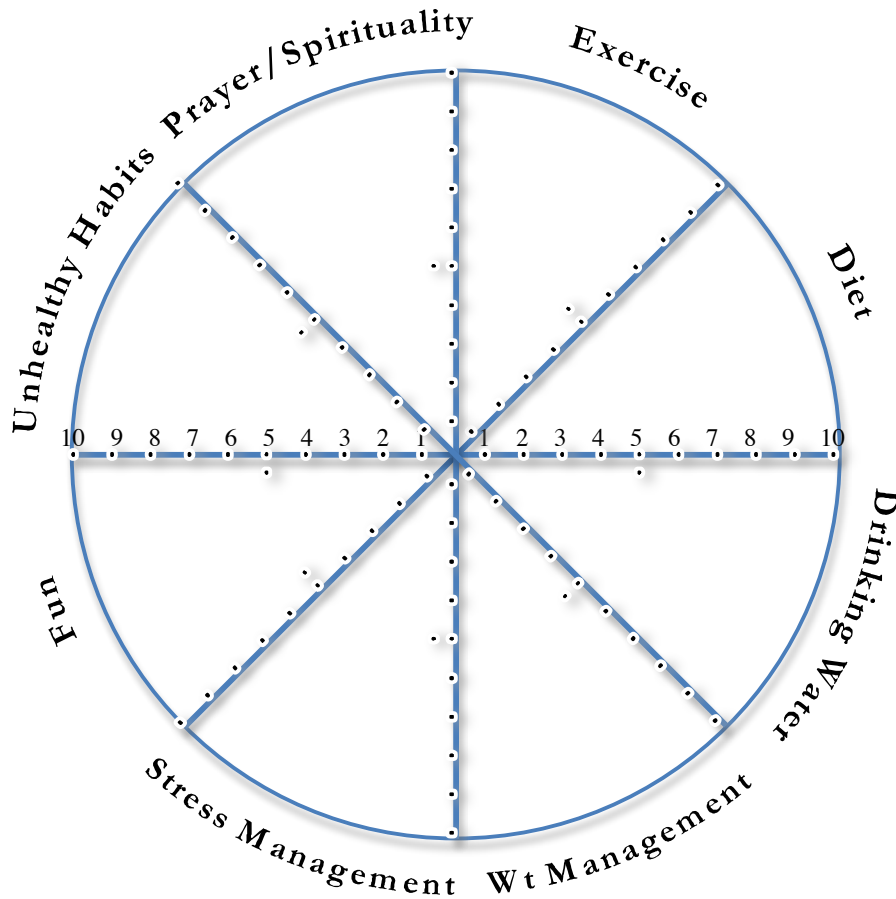 Prayer/Spirituality
Exercise
Unhealthy Habits
Diet
10 9 8 7 6 5 4 3 2 1 1 2 3 4 5 6 7 8 9 10
Drinking Water
Fun
Stress Management
Wt Management